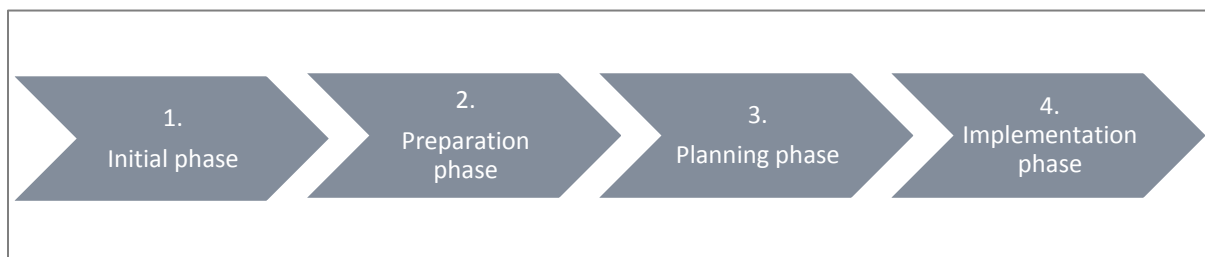 1.
Initial phase
2.
Preparation
phase
3.
Planning phase
4.
Implementation
phase